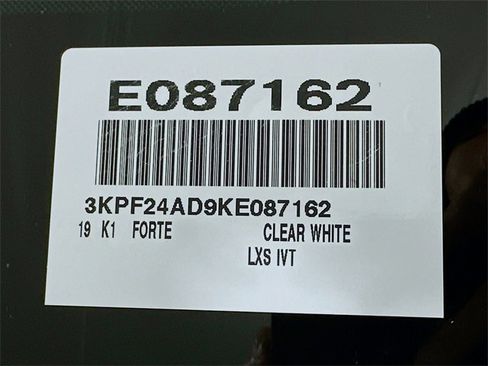 E087162
3KPF24AD9KE087162
19 K1 FORTE CLEAR WHITE
LXS IVT